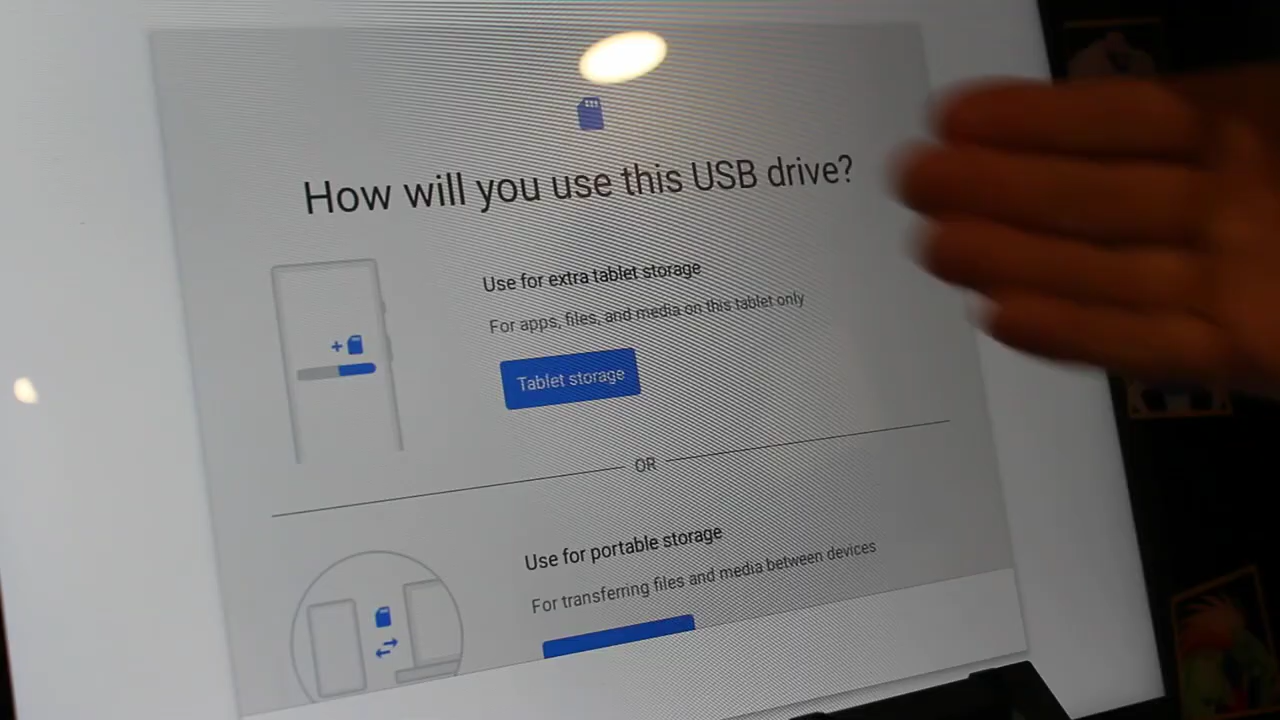 How will you use this USB drive?
Use for extra tablet storage
For apps, files, and media on this tablet only
Tablet storage
OR
Use for portable storage
For transferring files and media between devices